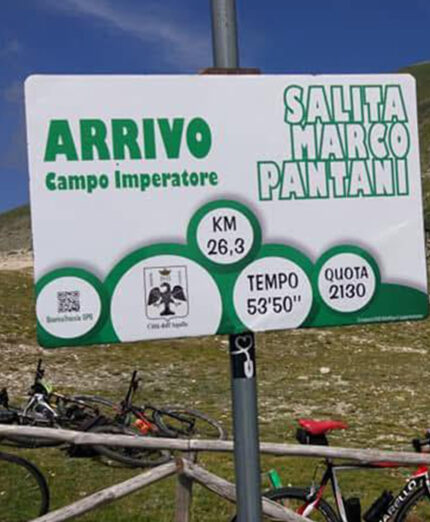 ARRIVO
Campo Imperatore
SALITA
MARCO
PANTANI
KM
26,3
TEMPO
53'50''
QUOTA
2130
Città dell'Aquila